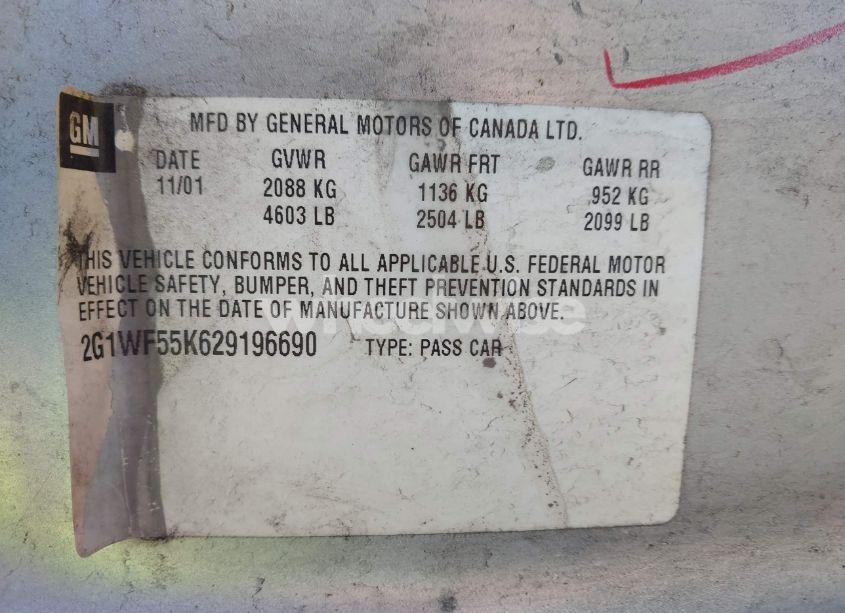 GM
MFD BY GENERAL MOTORS OF CANADA LTD.
DATE GVWR GAWR FRT GAWR RR
11/01 2088 KG 1136 KG 952 KG
4603 LB 2504 LB 2099 LB
THIS VEHICLE CONFORMS TO ALL APPLICABLE U.S. FEDERAL MOTOR
VEHICLE SAFETY, BUMPER, AND THEFT PREVENTION STANDARDS IN
EFFECT ON THE DATE OF MANUFACTURE SHOWN ABOVE.
wheelwise
2G1WF55K629196690 TYPE: PASS CAR